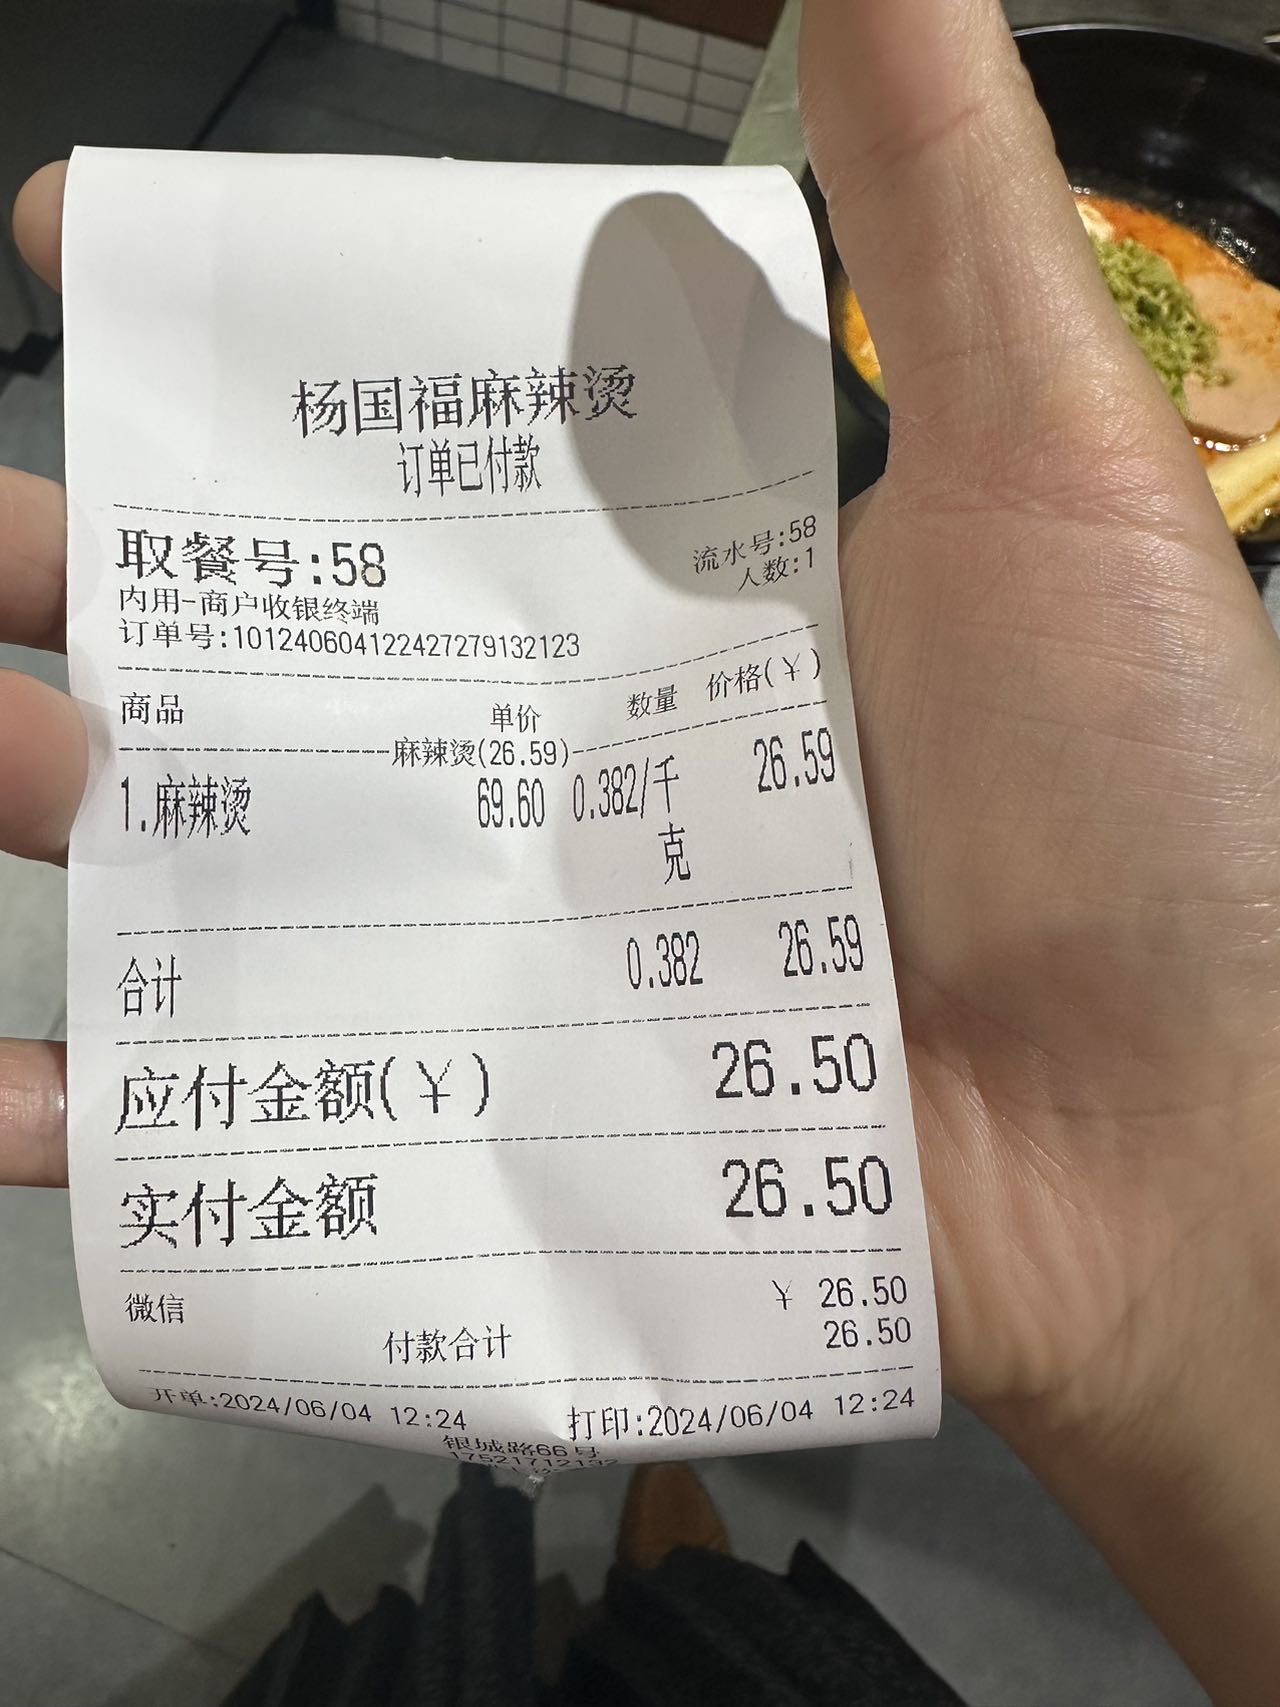 杨国福麻辣烫
订单已付款
取餐号:58
流水号:58
人数:1
内用-商户收银终端
订单号:10124060412242727913​2123
商品 单价 数量 价格(¥)
麻辣烫(26.59)
1.麻辣烫 69.60 0.382/千克 26.59
合计 0.382 26.59
应付金额(¥) 26.50
实付金额 26.50
微信 ¥ 26.50
付款合计 26.50
开单:2024/06/04 12:24 打印:2024/06/04 12:24
银城路66号